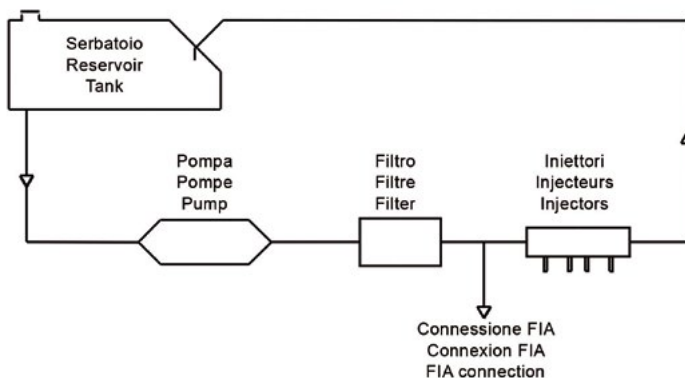 Serbatoio
Reservoir
Tank
Pompa
Pompe
Pump
Filtro
Filtre
Filter
Iniettori
Injecteurs
Injectors
Connessione FIA
Connexion FIA
FIA connection